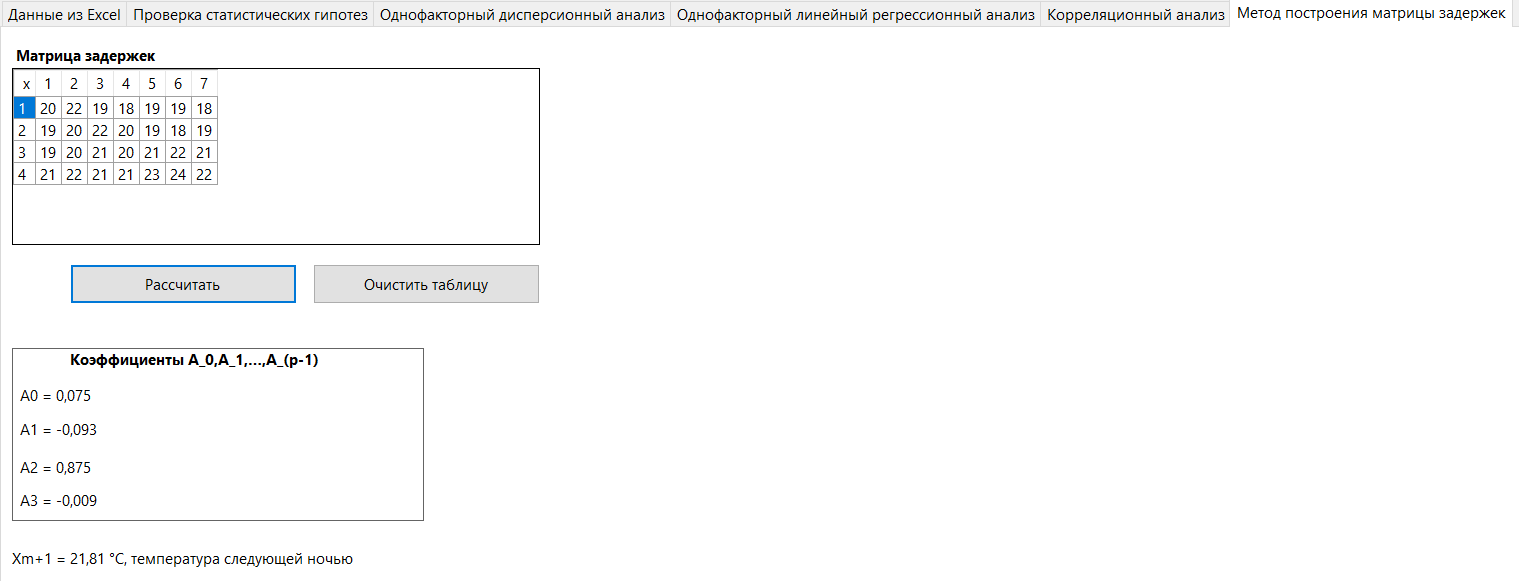 Данные из Excel Проверка статистических гипотез Однофакторный дисперсионный анализ Однофакторный линейный регрессионный анализ Корреляционный анализ Метод построения матрицы задержек
Матрица задержек
x 1 2 3 4 5 6 7
1 20 22 19 18 19 19 18
2 19 20 22 20 19 18 19
3 19 20 21 20 21 22 21
4 21 22 21 21 23 24 22
Рассчитать Очистить таблицу
Коэффициенты A_0,A_1,...,A_(p-1)
A0 = 0,075
A1 = -0,093
A2 = 0,875
A3 = -0,009
Xm+1 = 21,81 °C, температура следующей ночью